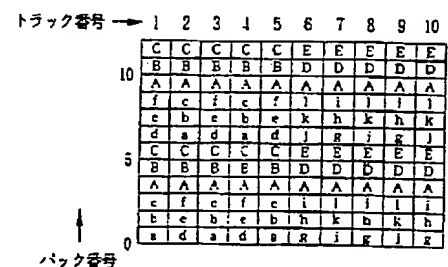 トラック番号 → 1 2 3 4 5 6 7 8 9 10
C C C C C E E E E E
10 B B B B B D D D D D
A A A A A A A A A A
f c f c f l i l i l
e b e b e k h k h k
d a d a d j g j g j
5 C C C C C E E E E E
B B B B B D D D D D
A A A A A A A A A A
c f c f c i l i l i
b e b e b h k h k h
0 a d a d a g j g j g
パック番号